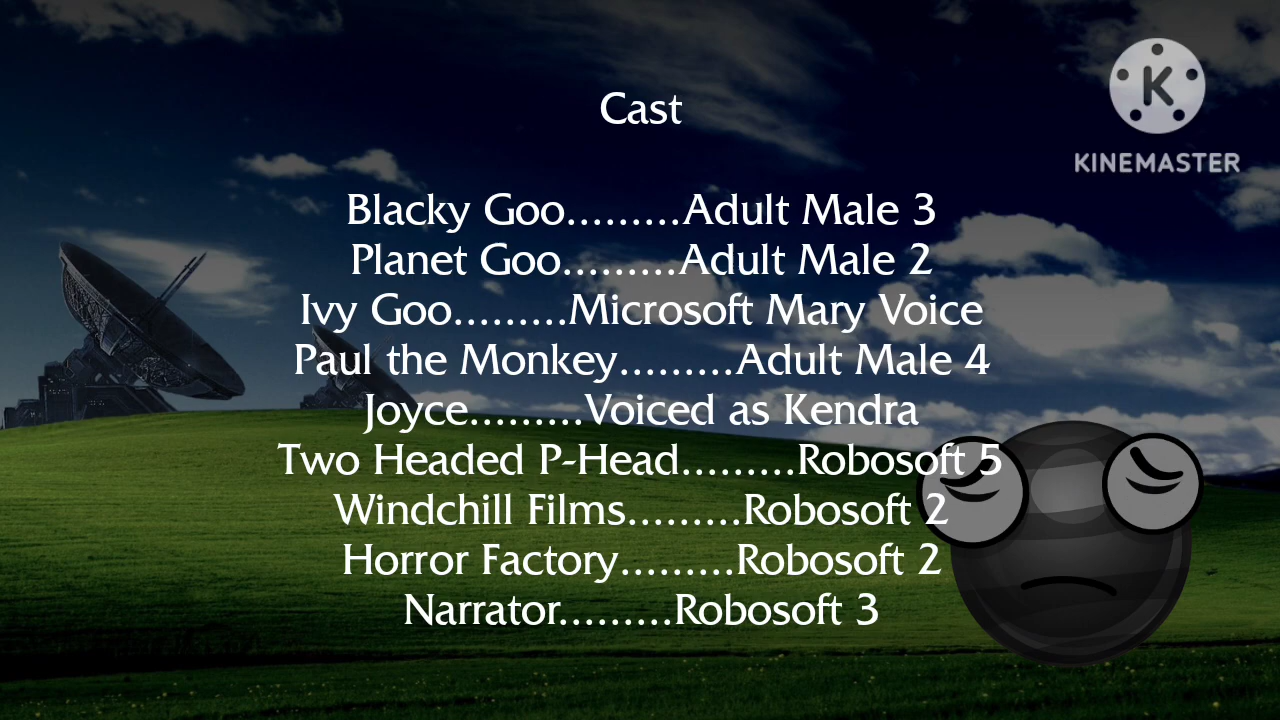 Cast
K
KINEMASTER
Blacky Goo.........Adult Male 3
Planet Goo.........Adult Male 2
Ivy Goo.........Microsoft Mary Voice
Paul the Monkey.........Adult Male 4
Joyce.........Voiced as Kendra
Two Headed P-Head.........Robosoft 5
Windchill Films.........Robosoft 2
Horror Factory.........Robosoft 2
Narrator.........Robosoft 3